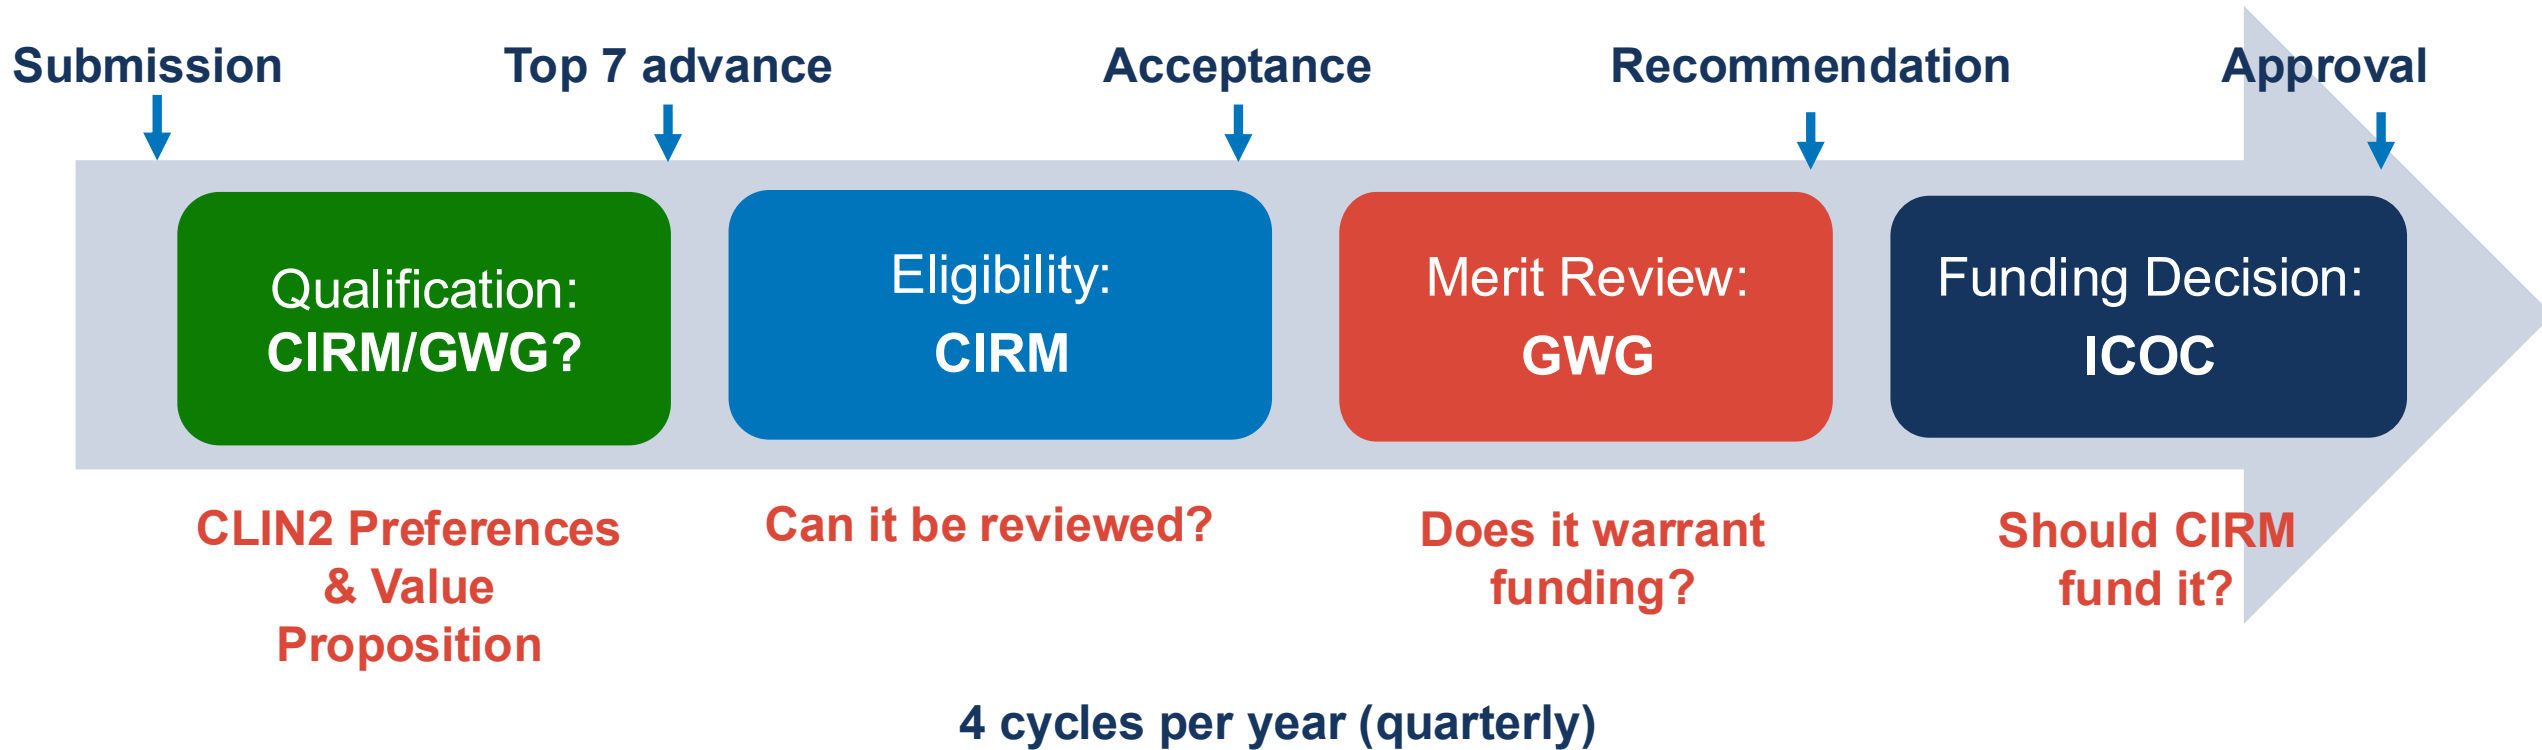 Submission
Top 7 advance
Acceptance
Recommendation
Approval
Qualification:
CIRM/GWG?
Eligibility:
CIRM
Merit Review:
GWG
Funding Decision:
ICOC
CLIN2 Preferences
& Value
Proposition
Can it be reviewed?
Does it warrant
funding?
Should CIRM
fund it?
4 cycles per year (quarterly)